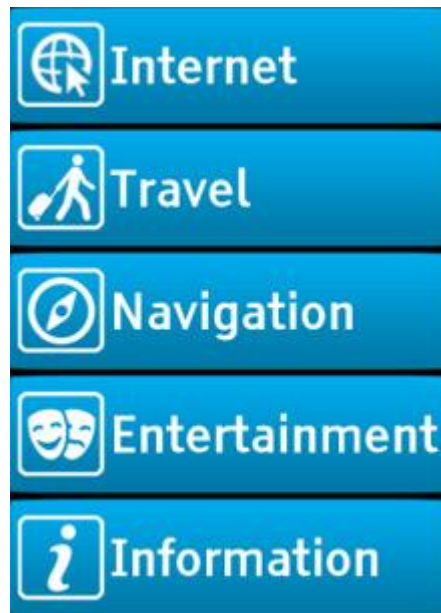 Internet
Travel
Navigation
Entertainment
Information